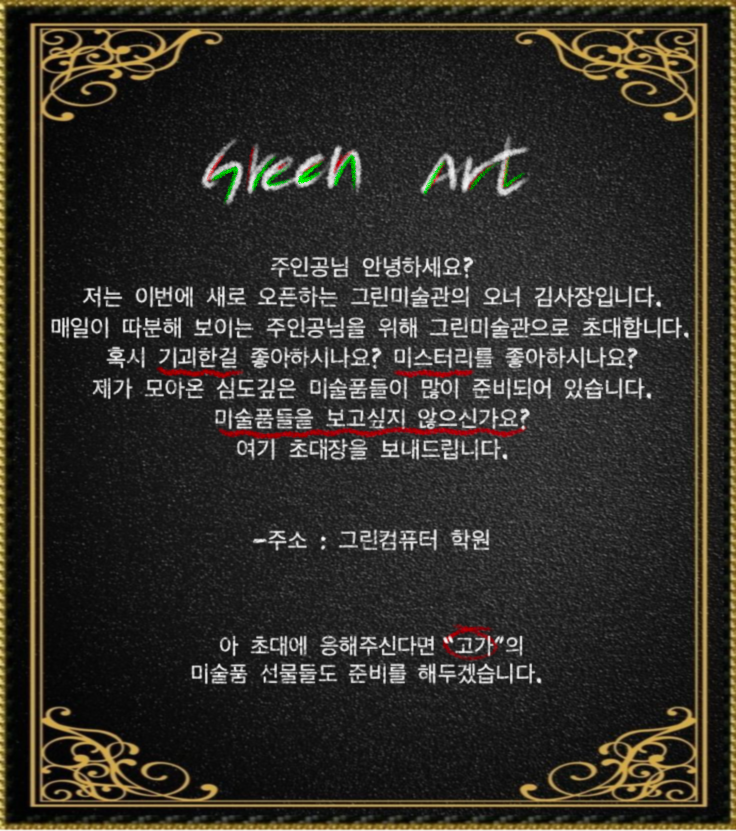 Green Art
주인공님 안녕하세요?
저는 이번에 새로 오픈하는 그린미술관의 오너 김사장입니다.
매일이 따분해 보이는 주인공님을 위해 그린미술관으로 초대합니다.
혹시 기괴한걸 좋아하시나요? 미스터리를 좋아하시나요?
제가 모아온 심도깊은 미술품들이 많이 준비되어 있습니다.
미술품들을 보고싶지 않으신가요?
여기 초대장을 보내드립니다.
-주소 : 그린컴퓨터 학원
아 초대에 응해주신다면 “고가”의
미술품 선물들도 준비를 해두겠습니다.